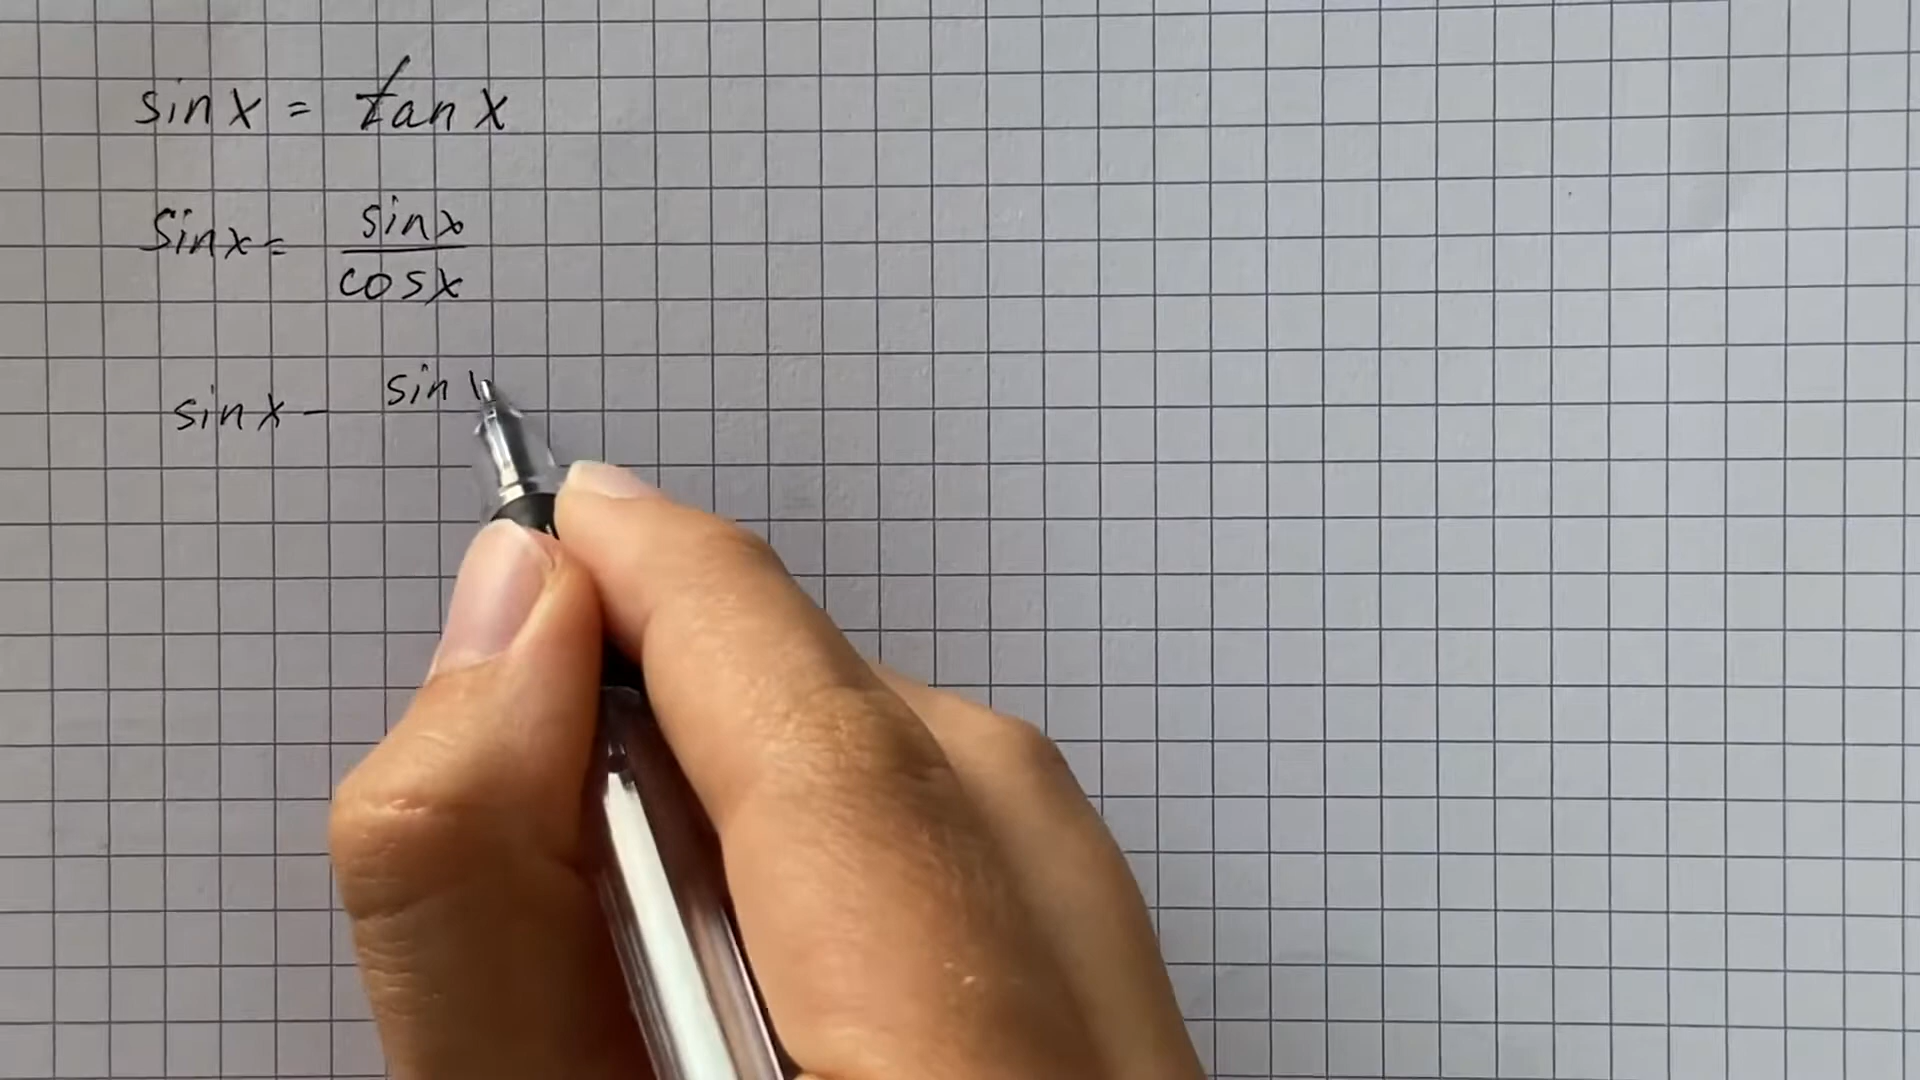 sin x = tan x
sin x = sin x / cos x
sin x - sin